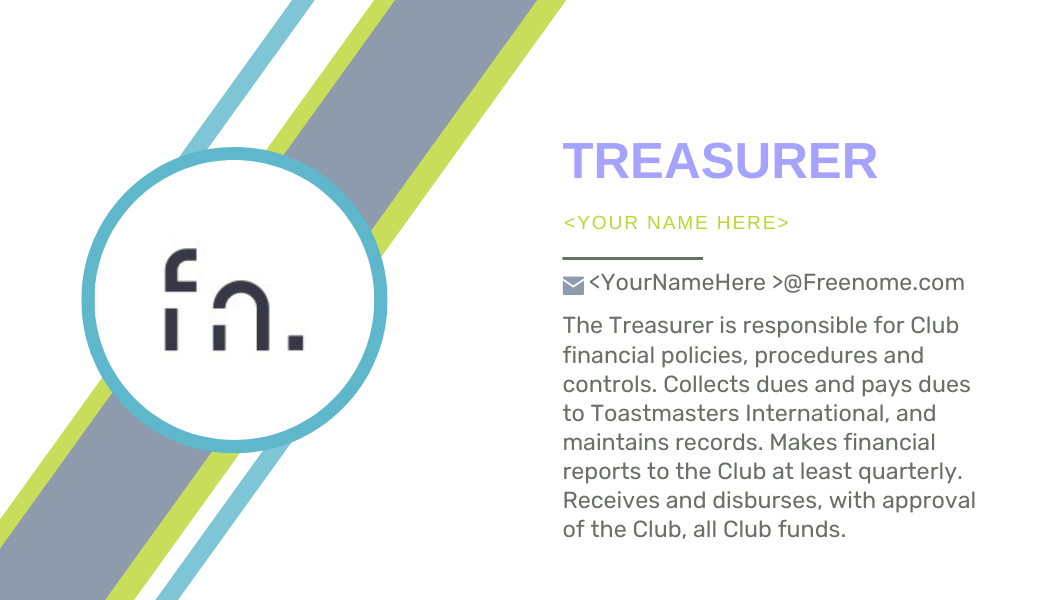 fn.
TREASURER
<YOUR NAME HERE>
<YourNameHere >@Freenome.com
The Treasurer is responsible for Club
financial policies, procedures and
controls. Collects dues and pays dues
to Toastmasters International, and
maintains records. Makes financial
reports to the Club at least quarterly.
Receives and disburses, with approval
of the Club, all Club funds.